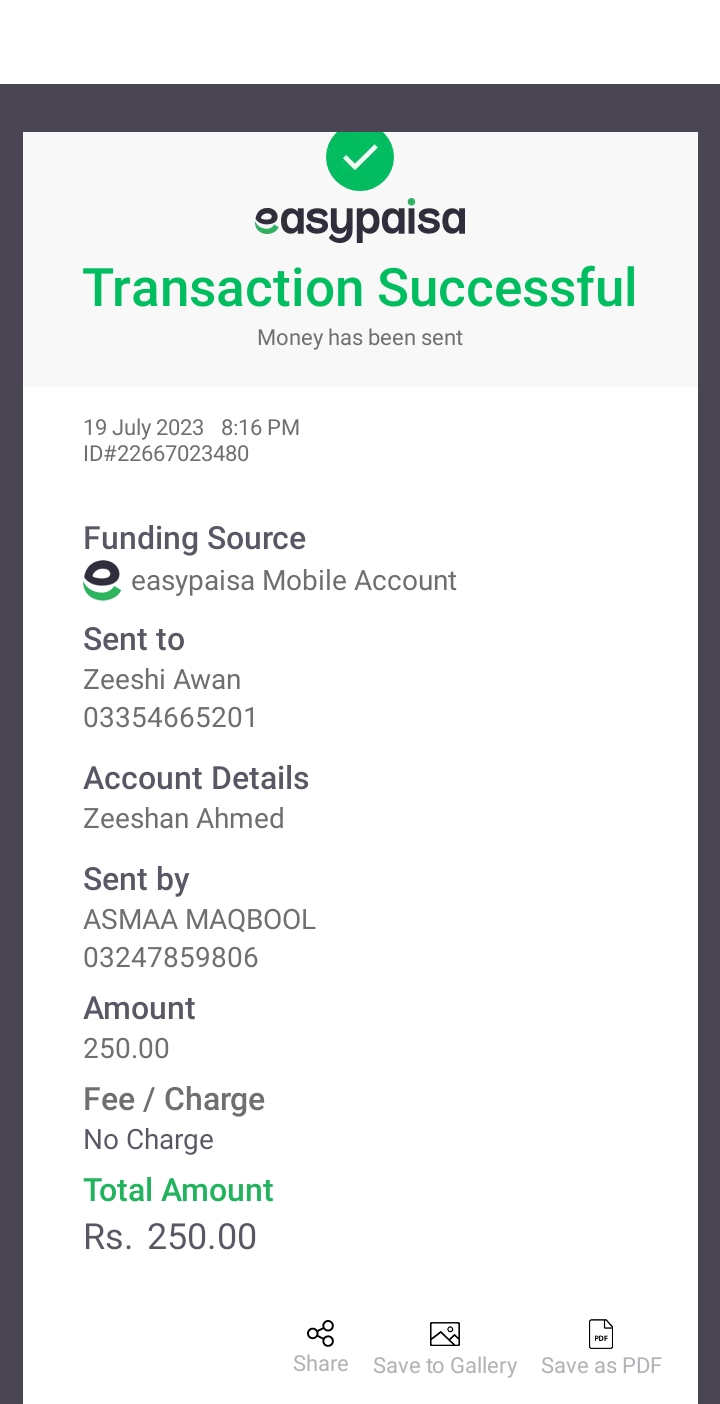 easypaisa
Transaction Successful
Money has been sent
19 July 2023 8:16 PM
ID#22667023480
Funding Source
easypaisa Mobile Account
Sent to
Zeeshi Awan
03354665201
Account Details
Zeeshan Ahmed
Sent by
ASMAA MAQBOOL
03247859806
Amount
250.00
Fee / Charge
No Charge
Total Amount
Rs. 250.00
PDF
Share Save to Gallery Save as PDF